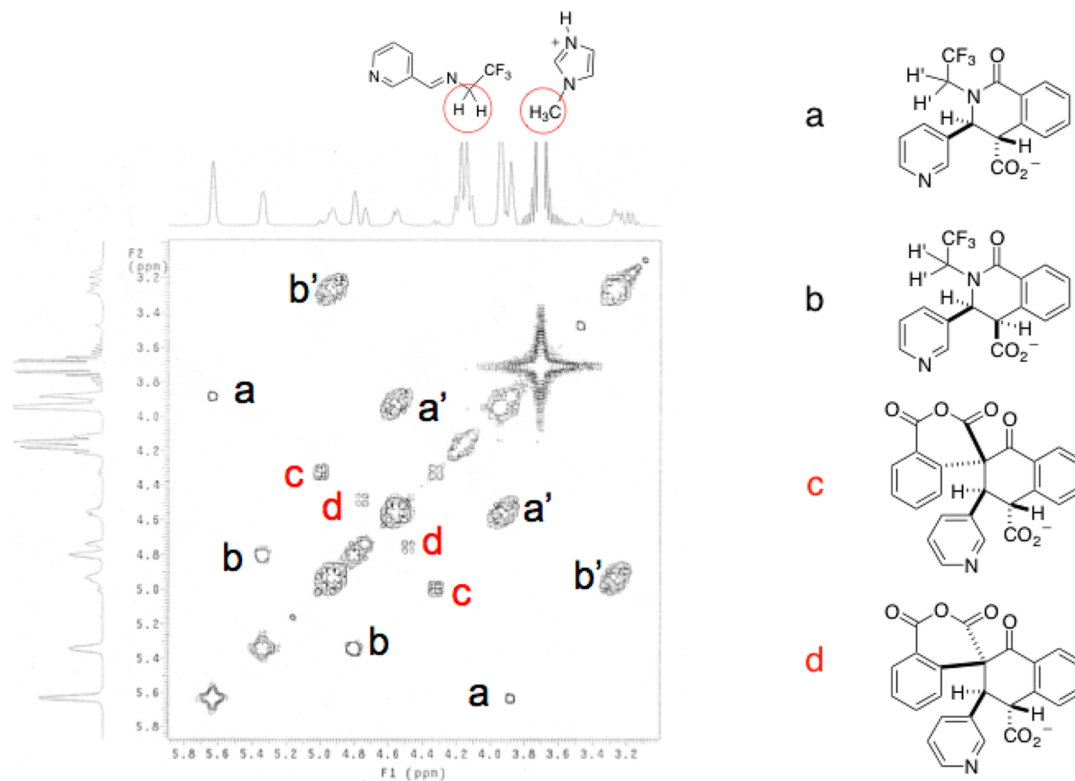 H
N
+
N
CF3
N
N
H H
H3C
F2
(ppm)
3.2
3.4
3.6
3.8
4.0
4.2
4.4
4.6
4.8
5.0
5.2
5.4
5.6
5.8
b'
a
a'
c
d
a'
d
b
c
b'
b
a
5.8 5.6 5.4 5.2 5.0 4.8 4.6 4.4 4.2 4.0 3.8 3.6 3.4 3.2
F1 (ppm)
a
CF3
H' O
H' N
H
H
CO2−
N
b
CF3
H' O
H' N
H
H
CO2−
N
c
O O O O
H
H
CO2−
N
d
O O O O
H
H
CO2−
N